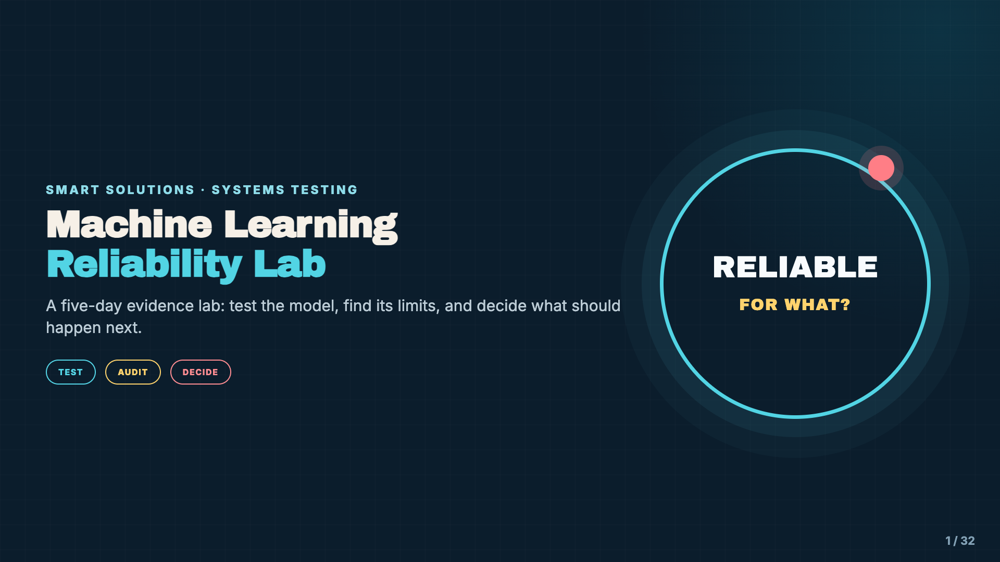 SMART SOLUTIONS · SYSTEMS TESTING
Machine Learning
Reliability Lab
A five-day evidence lab: test the model, find its limits, and decide what should
happen next.
TEST
AUDIT
DECIDE
RELIABLE
FOR WHAT?
1 / 32